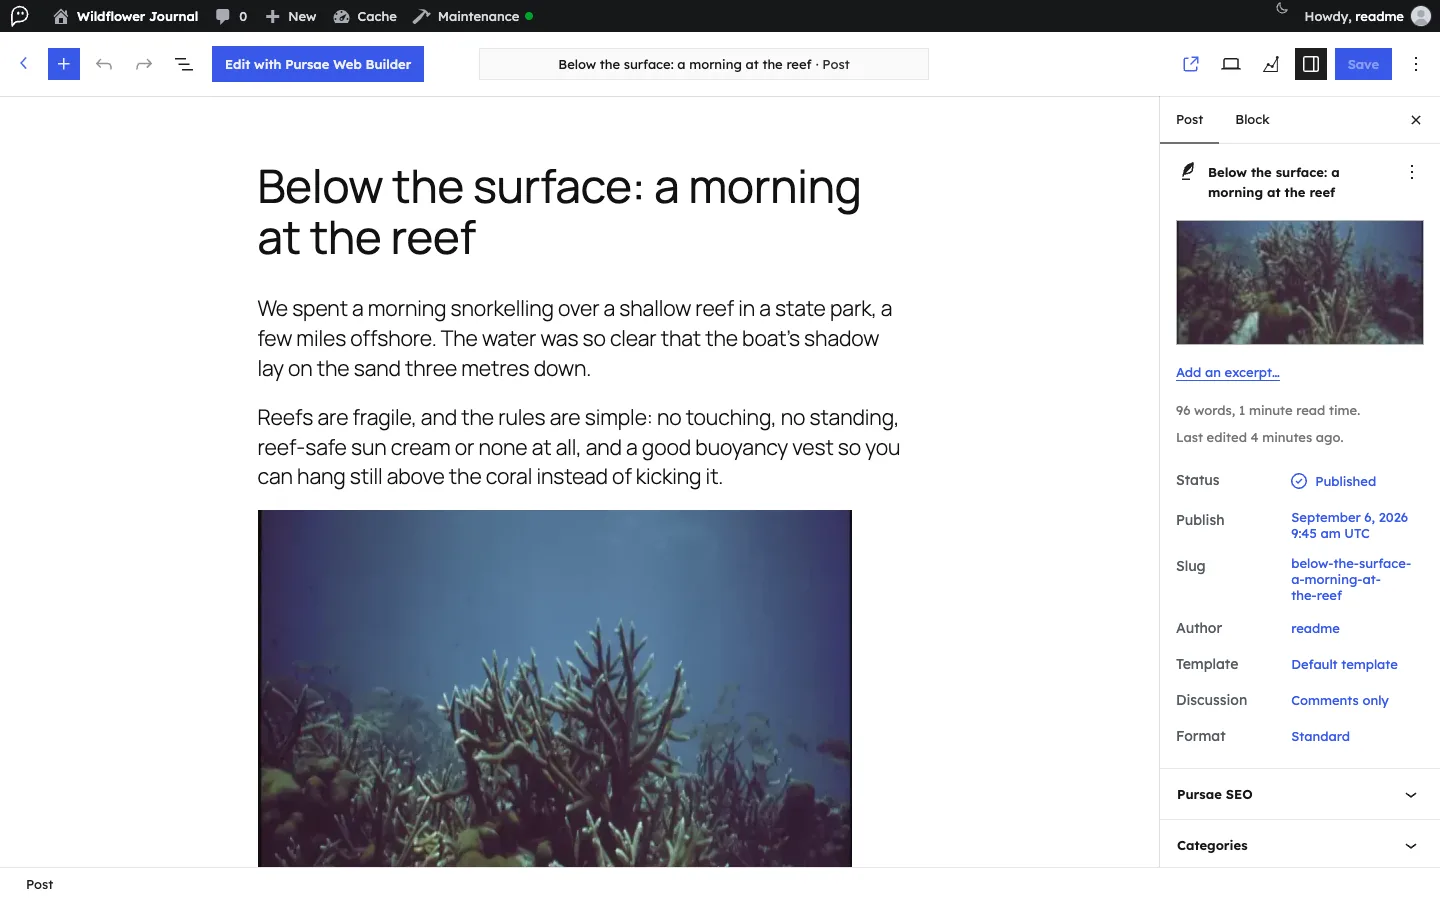 Wildflower Journal
0
New
Cache
Maintenance
Howdy, readme
Edit with Pursae Web Builder
Below the surface: a morning at the reef · Post
Save
Below the surface: a morning
at the reef
We spent a morning snorkelling over a shallow reef in a state park, a
few miles offshore. The water was so clear that the boat’s shadow
lay on the sand three metres down.
Reefs are fragile, and the rules are simple: no touching, no standing,
reef-safe sun cream or none at all, and a good buoyancy vest so you
can hang still above the coral instead of kicking it.
Post
Block
Below the surface: a
morning at the reef
Add an excerpt…
96 words, 1 minute read time.
Last edited 4 minutes ago.
Status
Published
Publish
September 6, 2026
9:45 am UTC
Slug
below-the-surface-
a-morning-at-
the-reef
Author
readme
Template
Default template
Discussion
Comments only
Format
Standard
Pursae SEO
Categories
Post